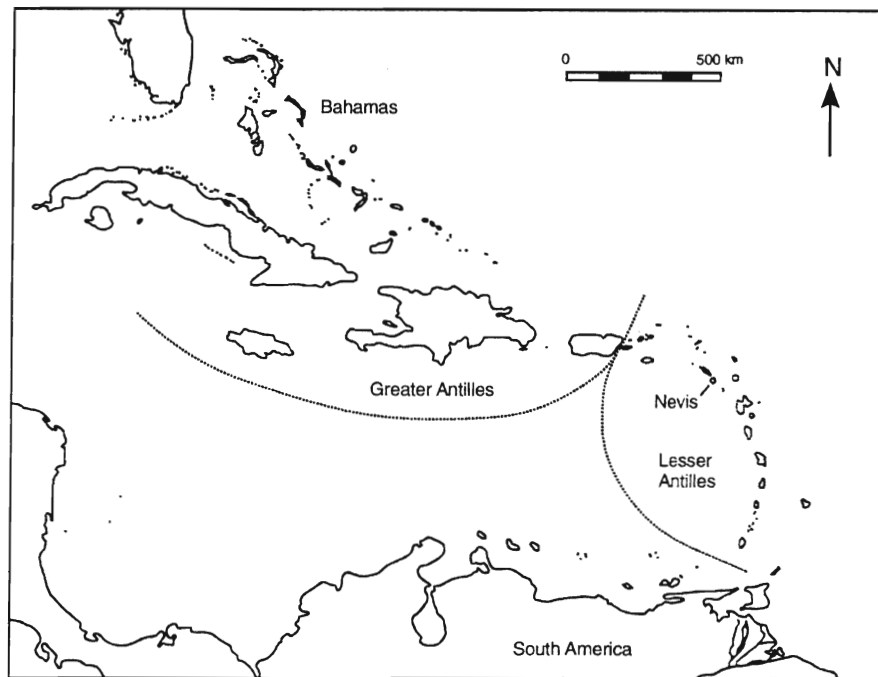 0 500 km
N
Bahamas
Greater Antilles
Nevis
Lesser
Antilles
South America